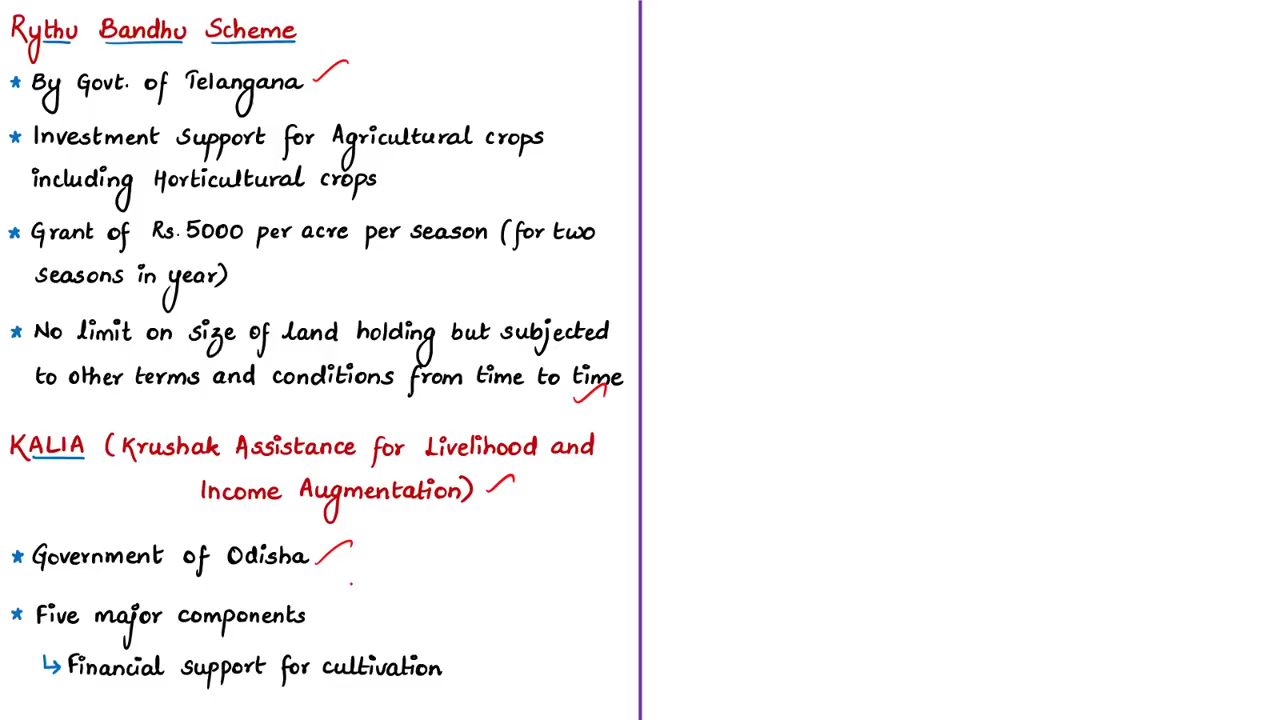 Rythu Bandhu Scheme
* By Govt. of Telangana
* Investment support for Agricultural crops
including Horticultural crops
* Grant of Rs. 5000 per acre per season (for two
seasons in year)
* No limit on size of land holding but subjected
to other terms and conditions from time to time
KALIA (Krushak Assistance for Livelihood and
Income Augmentation)
* Government of Odisha
* Five major components
↳ Financial support for cultivation